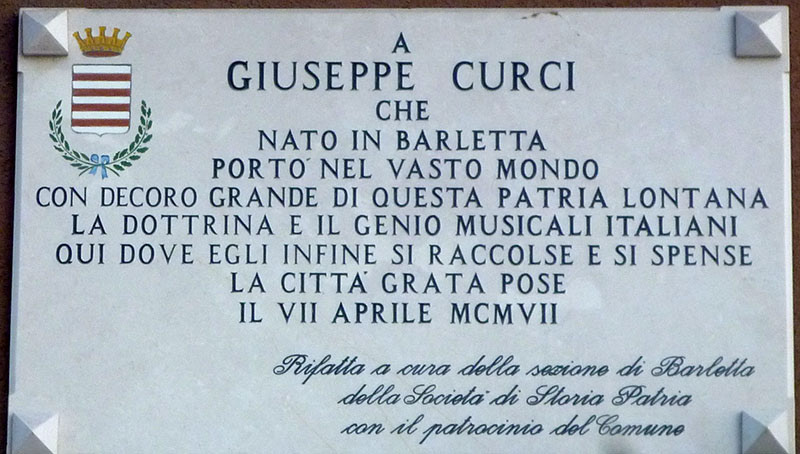 A
GIUSEPPE CURCI
CHE
NATO IN BARLETTA
PORTO' NEL VASTO MONDO
CON DECORO GRANDE DI QUESTA PATRIA LONTANA
LA DOTTRINA E IL GENIO MUSICALI ITALIANI
QUI DOVE EGLI INFINE SI RACCOLSE E SI SPENSE
LA CITTA' GRATA POSE
IL VII APRILE MCMVII
Rifatta a cura della sezione di Barletta
della Società di Storia Patria
con il patrocinio del Comune